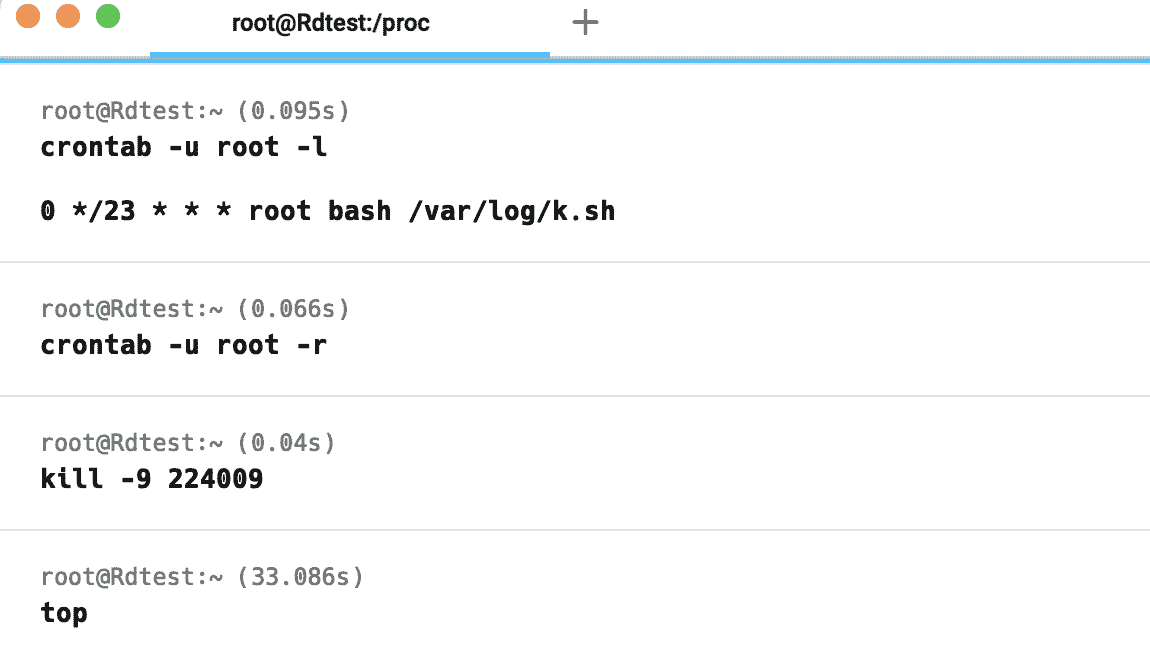 root@Rdtest:/proc
root@Rdtest:~ (0.095s)
crontab -u root -l
0 */23 * * * root bash /var/log/k.sh
root@Rdtest:~ (0.066s)
crontab -u root -r
root@Rdtest:~ (0.04s)
kill -9 224009
root@Rdtest:~ (33.086s)
top